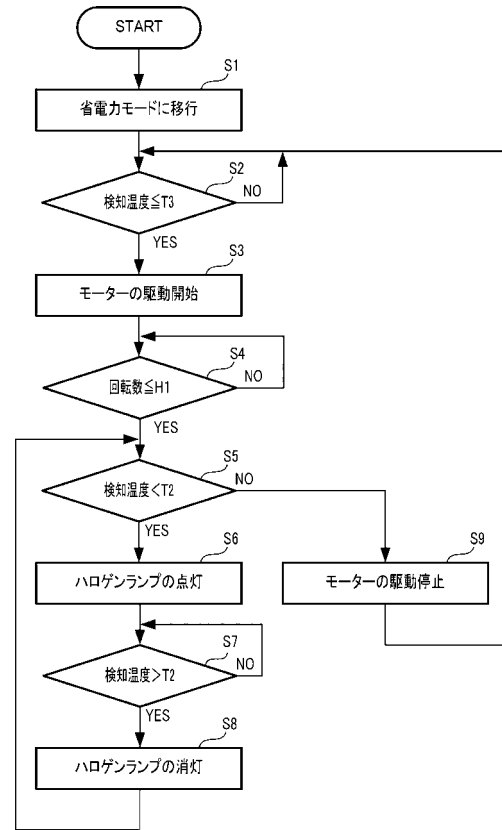 START
S1
省電力モードに移行
S2
検知温度≦T3
NO
YES
S3
モーターの駆動開始
S4
回転数≦H1
NO
YES
S5
検知温度<T2
NO
YES
S6
ハロゲンランプの点灯
S9
モーターの駆動停止
S7
検知温度>T2
NO
YES
S8
ハロゲンランプの消灯